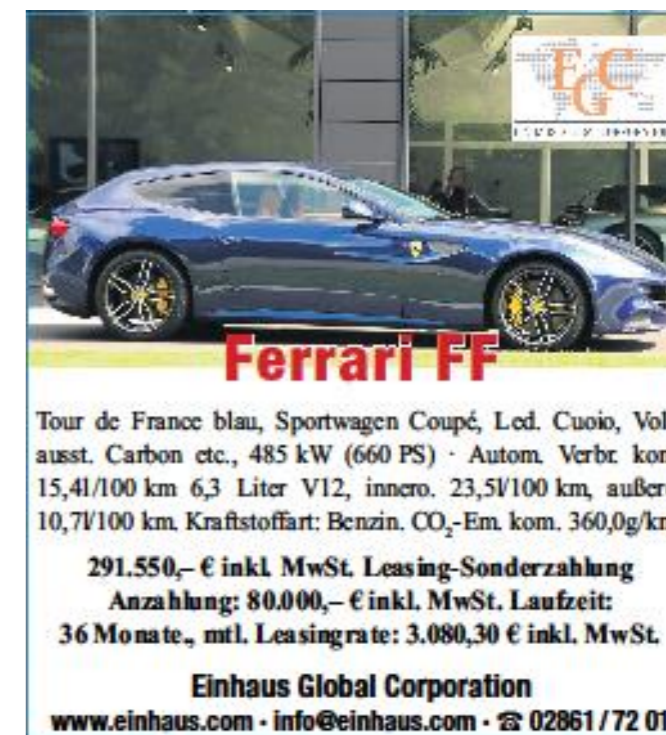 EGC
Ferrari FF
Tour de France blau, Sportwagen Coupé, Led. Cuoio, Vol
ausst. Carbon etc., 485 kW (660 PS) · Autom. Verbr. kom
15,4l/100 km 6,3 Liter V12, innero. 23,5l/100 km, außer
10,7l/100 km. Kraftstoffart: Benzin. CO₂-Em. kom. 360,0g/km
291.550,– € inkl. MwSt. Leasing-Sonderzahlung
Anzahlung: 80.000,– € inkl. MwSt. Laufzeit:
36 Monate., mtl. Leasingrate: 3.080,30 € inkl. MwSt.
Einhaus Global Corporation
www.einhaus.com · info@einhaus.com · ☎ 02861 / 72 01